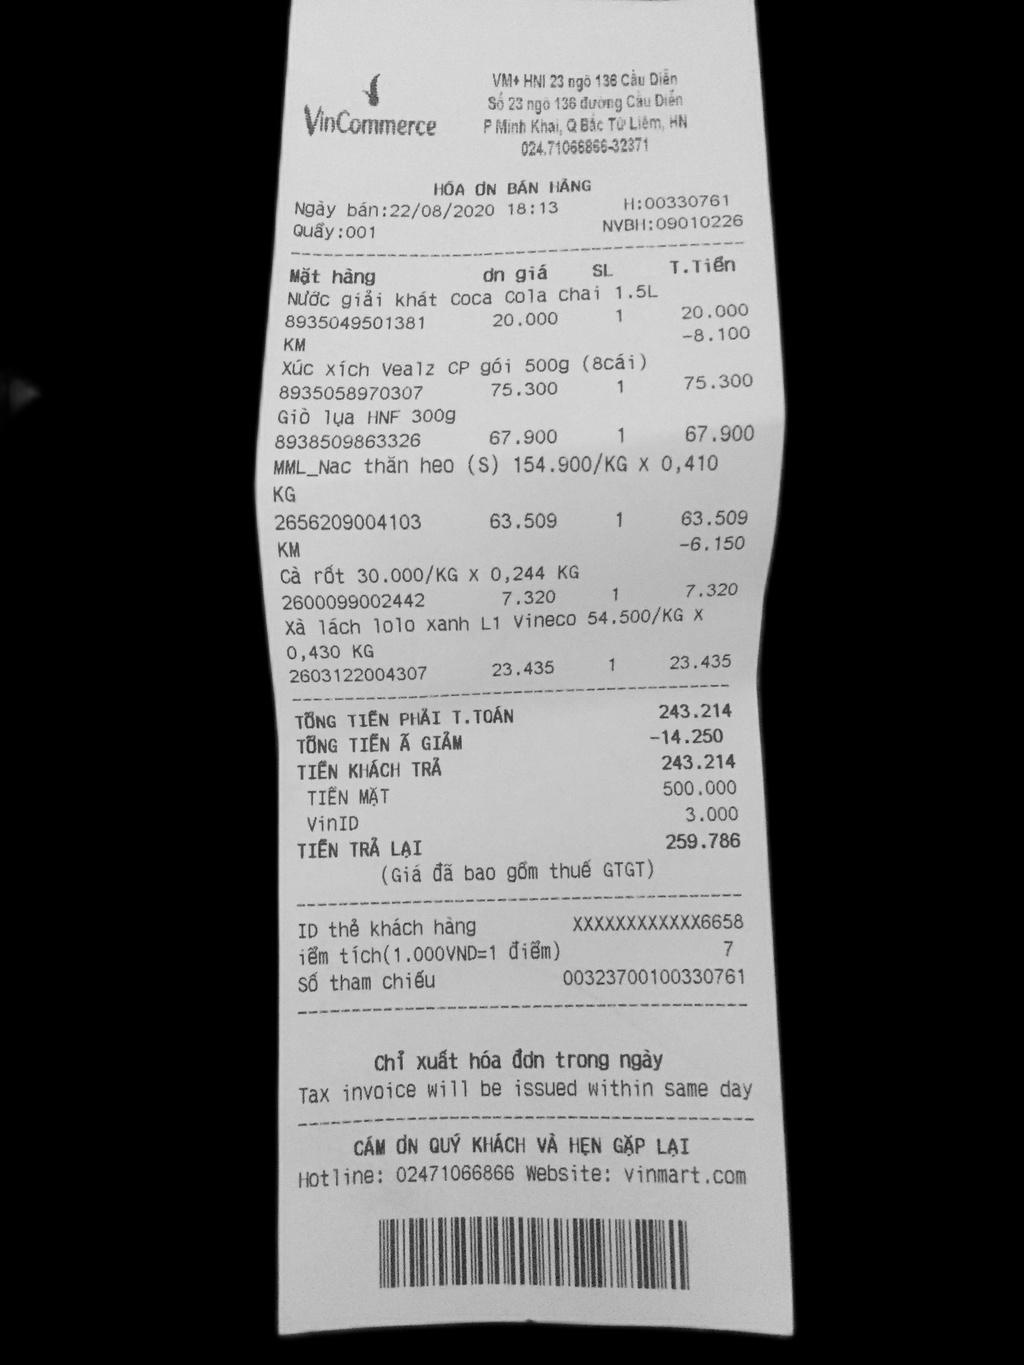 VinCommerce
VM+ HNI 23 ngõ 136 Cầu Diễn
Số 23 ngõ 136 đường Cầu Diễn
P Minh Khai, Q Bắc Từ Liêm, HN
024.71066866-32371
HÓA ƠN BÁN HÀNG
Ngày bán:22/08/2020 18:13 H:00330761
Quầy:001 NVBH:09010226
Mặt hàng ơn giá SL T.Tiền
Nước giải khát Coca Cola chai 1.5L
8935049501381 20.000 1 20.000
KM -8.100
Xúc xích Vealz CP gói 500g (8cái)
8935058970307 75.300 1 75.300
Giò lụa HNF 300g
8938509863326 67.900 1 67.900
MML_Nac thăn heo (S) 154.900/KG X 0,410
KG
2656209004103 63.509 1 63.509
KM -6.150
Cà rốt 30.000/KG X 0,244 KG
2600099002442 7.320 1 7.320
Xà lách lolo xanh L1 Vineco 54.500/KG X
0,430 KG
2603122004307 23.435 1 23.435
TỔNG TIỀN PHẢI T.TOÁN 243.214
TỔNG TIỀN Ã GIẢM -14.250
TIỀN KHÁCH TRẢ 243.214
TIỀN MẶT 500.000
VinID 3.000
TIỀN TRẢ LẠI 259.786
(Giá đã bao gồm thuế GTGT)
ID thẻ khách hàng XXXXXXXXXXXX6658
iểm tích(1.000VND=1 điểm) 7
Số tham chiếu 00323700100330761
Chỉ xuất hóa đơn trong ngày
Tax invoice will be issued within same day
CÁM ƠN QUÝ KHÁCH VÀ HẸN GẶP LẠI
Hotline: 02471066866 Website: vinmart.com